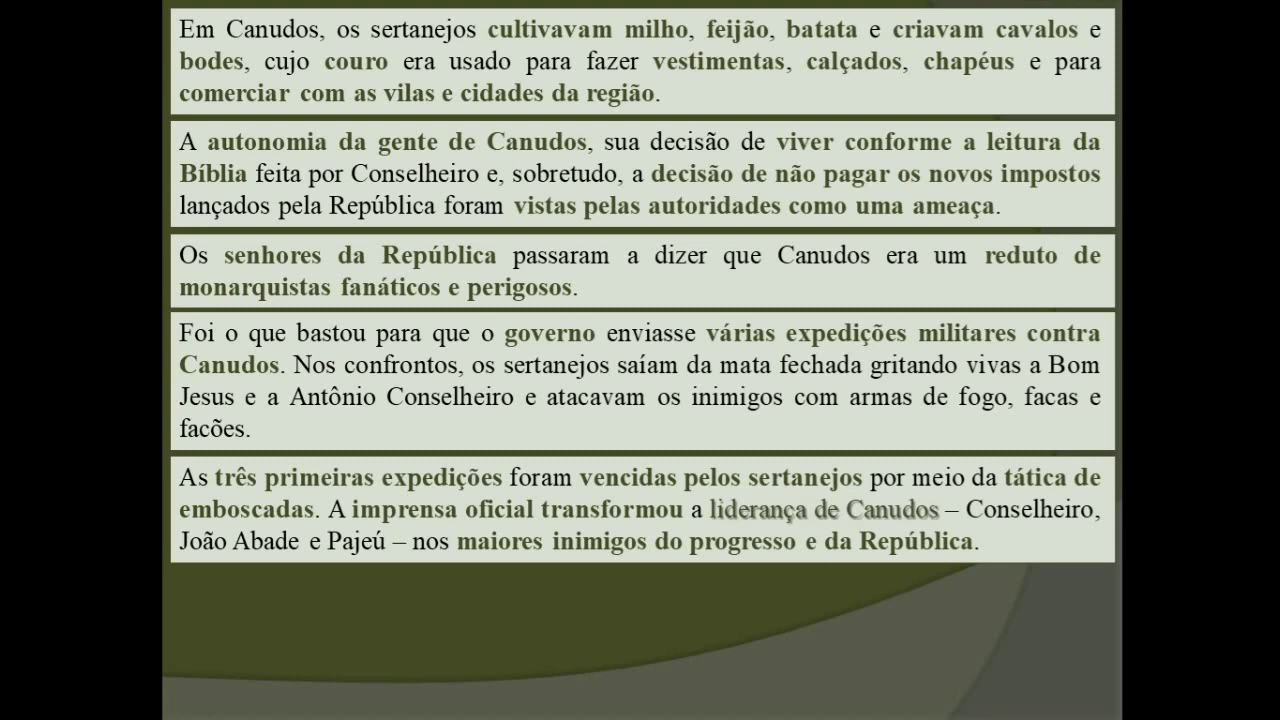 Em Canudos, os sertanejos cultivavam milho, feijão, batata e criavam cavalos e
bodes, cujo couro era usado para fazer vestimentas, calçados, chapéus e para
comerciar com as vilas e cidades da região.
A autonomia da gente de Canudos, sua decisão de viver conforme a leitura da
Bíblia feita por Conselheiro e, sobretudo, a decisão de não pagar os novos impostos
lançados pela República foram vistas pelas autoridades como uma ameaça.
Os senhores da República passaram a dizer que Canudos era um reduto de
monarquistas fanáticos e perigosos.
Foi o que bastou para que o governo enviasse várias expedições militares contra
Canudos. Nos confrontos, os sertanejos saíam da mata fechada gritando vivas a Bom
Jesus e a Antônio Conselheiro e atacavam os inimigos com armas de fogo, facas e
facões.
As três primeiras expedições foram vencidas pelos sertanejos por meio da tática de
emboscadas. A imprensa oficial transformou a liderança de Canudos – Conselheiro,
João Abade e Pajeú – nos maiores inimigos do progresso e da República.